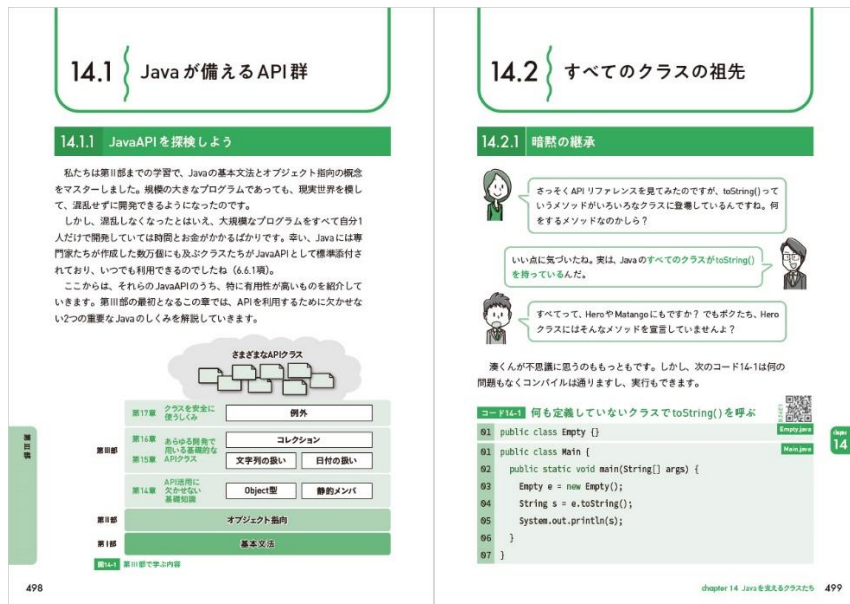 14.1 Javaが備えるAPI群
14.1.1 JavaAPIを探検しよう
私たちは第II部までの学習で、Javaの基本文法とオブジェクト指向の概念
をマスターしました。規模の大きなプログラムであっても、現実世界を模し
て、混乱せずに開発できるようになったのです。
しかし、混乱しなくなったとはいえ、大規模なプログラムをすべて自分1
人だけで開発していては時間とお金がかかるばかりです。幸い、Javaには専
門家たちが作成した数万個にも及ぶクラスたちがJavaAPIとして標準添付さ
れており、いつでも利用できるのでしたね（6.6.1項）。
ここからは、それらのJavaAPIのうち、特に有用性が高いものを紹介して
いきます。第III部の最初となるこの章では、APIを利用するために欠かせな
い2つの重要なJavaのしくみを解説していきます。
さまざまなAPIクラス
第17章 クラスを安全に
使うしくみ
例外
第III部
第16章
第15章
あらゆる開発で
用いる基礎的な
APIクラス
コレクション
文字列の扱い 日付の扱い
第14章
API活用に
欠かせない
基礎知識
Object型 静的メンバ
第II部 オブジェクト指向
第I部 基本文法
図14-1 第III部で学ぶ内容
第III部
498
14.2 すべてのクラスの祖先
14.2.1 暗黙の継承
さっそくAPIリファレンスを見てみたのですが、toString()って
いうメソッドがいろいろなクラスに登場しているんですね。何
をするメソッドなのかしら？
いい点に気づいたね。実は、JavaのすべてのクラスがtoString()
を持っているんだ。
すべてって、HeroやMatangoにもですか？ でもボクたち、Hero
クラスにはそんなメソッドを宣言していませんよ？
湊くんが不思議に思うのももっともです。しかし、次のコード14-1は何の
問題もなくコンパイルは通りますし、実行もできます。
コード14-1 何も定義していないクラスでtoString()を呼ぶ
Empty.java
01 public class Empty {}
Main.java
01 public class Main {
02 public static void main(String[] args) {
03 Empty e = new Empty();
04 String s = e.toString();
05 System.out.println(s);
06 }
07 }
chapter
14
chapter 14 Javaを支えるクラスたち 499